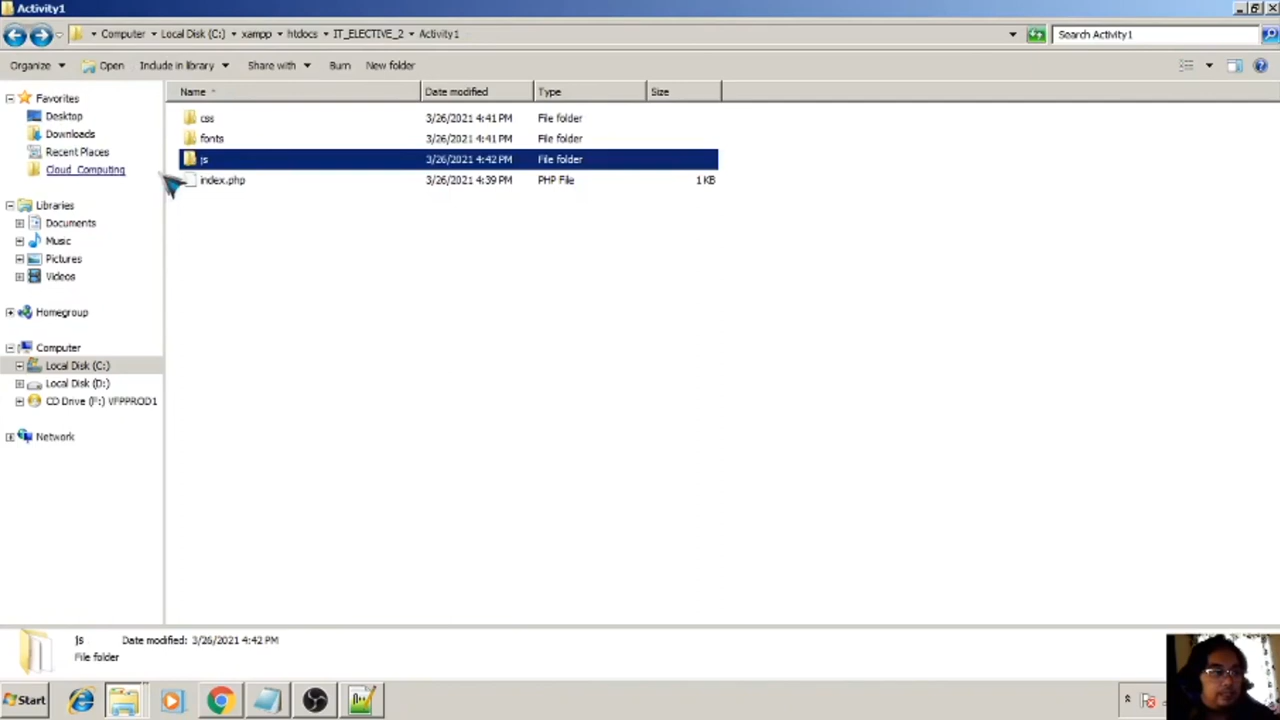 Activity1
Computer Local Disk (C:) xampp htdocs IT_ELECTIVE_2 Activity1
Search Activity1
Organize Open Include in library Share with Burn New folder
Name Date modified Type Size
Favorites
Desktop
Downloads
Recent Places
Cloud_Computing
Libraries
Documents
Music
Pictures
Videos
Homegroup
Computer
Local Disk (C:)
Local Disk (D:)
CD Drive (F:) VFPPROD1
Network
css 3/26/2021 4:41 PM File folder
fonts 3/26/2021 4:41 PM File folder
js 3/26/2021 4:42 PM File folder
index.php 3/26/2021 4:39 PM PHP File 1 KB
js Date modified: 3/26/2021 4:42 PM
File folder
Start